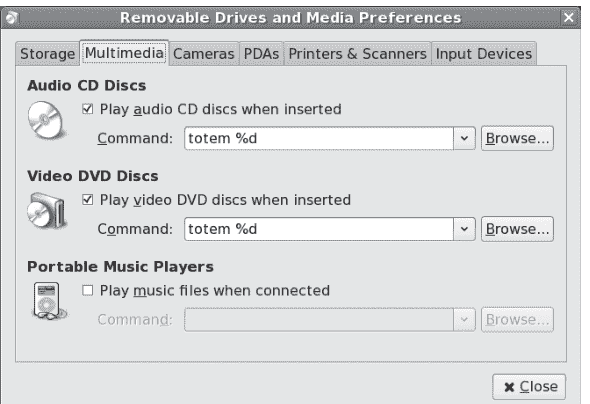 Removable Drives and Media Preferences
Storage Multimedia Cameras PDAs Printers & Scanners Input Devices
Audio CD Discs
Play audio CD discs when inserted
Command: totem %d Browse...
Video DVD Discs
Play video DVD discs when inserted
Command: totem %d Browse...
Portable Music Players
Play music files when connected
Command: Browse...
Close